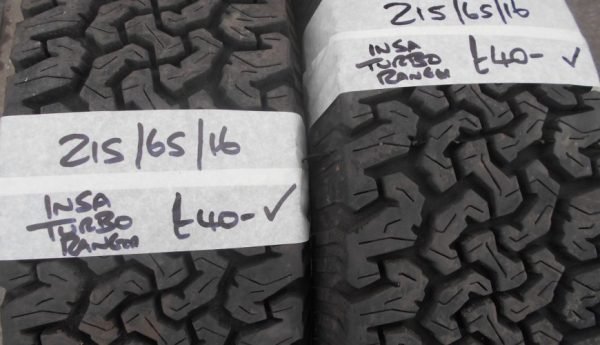 215/65/16
INSA
TURBO
RANGER
£40-✓
215/65/16
INSA
TURBO
RANGER
£40-✓